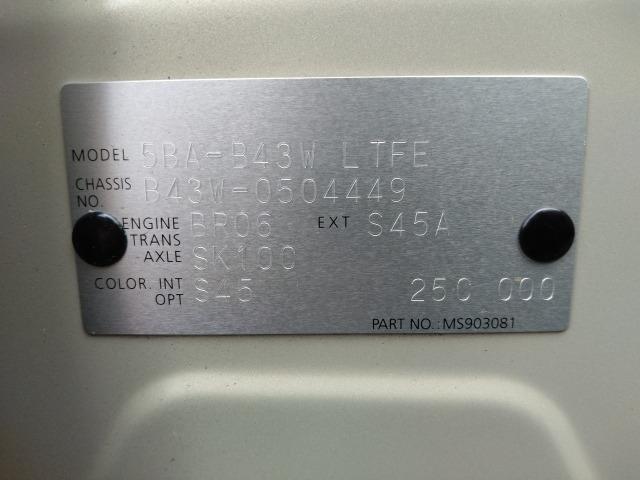 MODEL 5BA-B43W LTFE
CHASSIS NO. B43W-0504449
ENGINE BR06 EXT S45A
TRANS AXLE SK100
COLOR. INT S45 250 000
OPT
PART NO.:MS903081